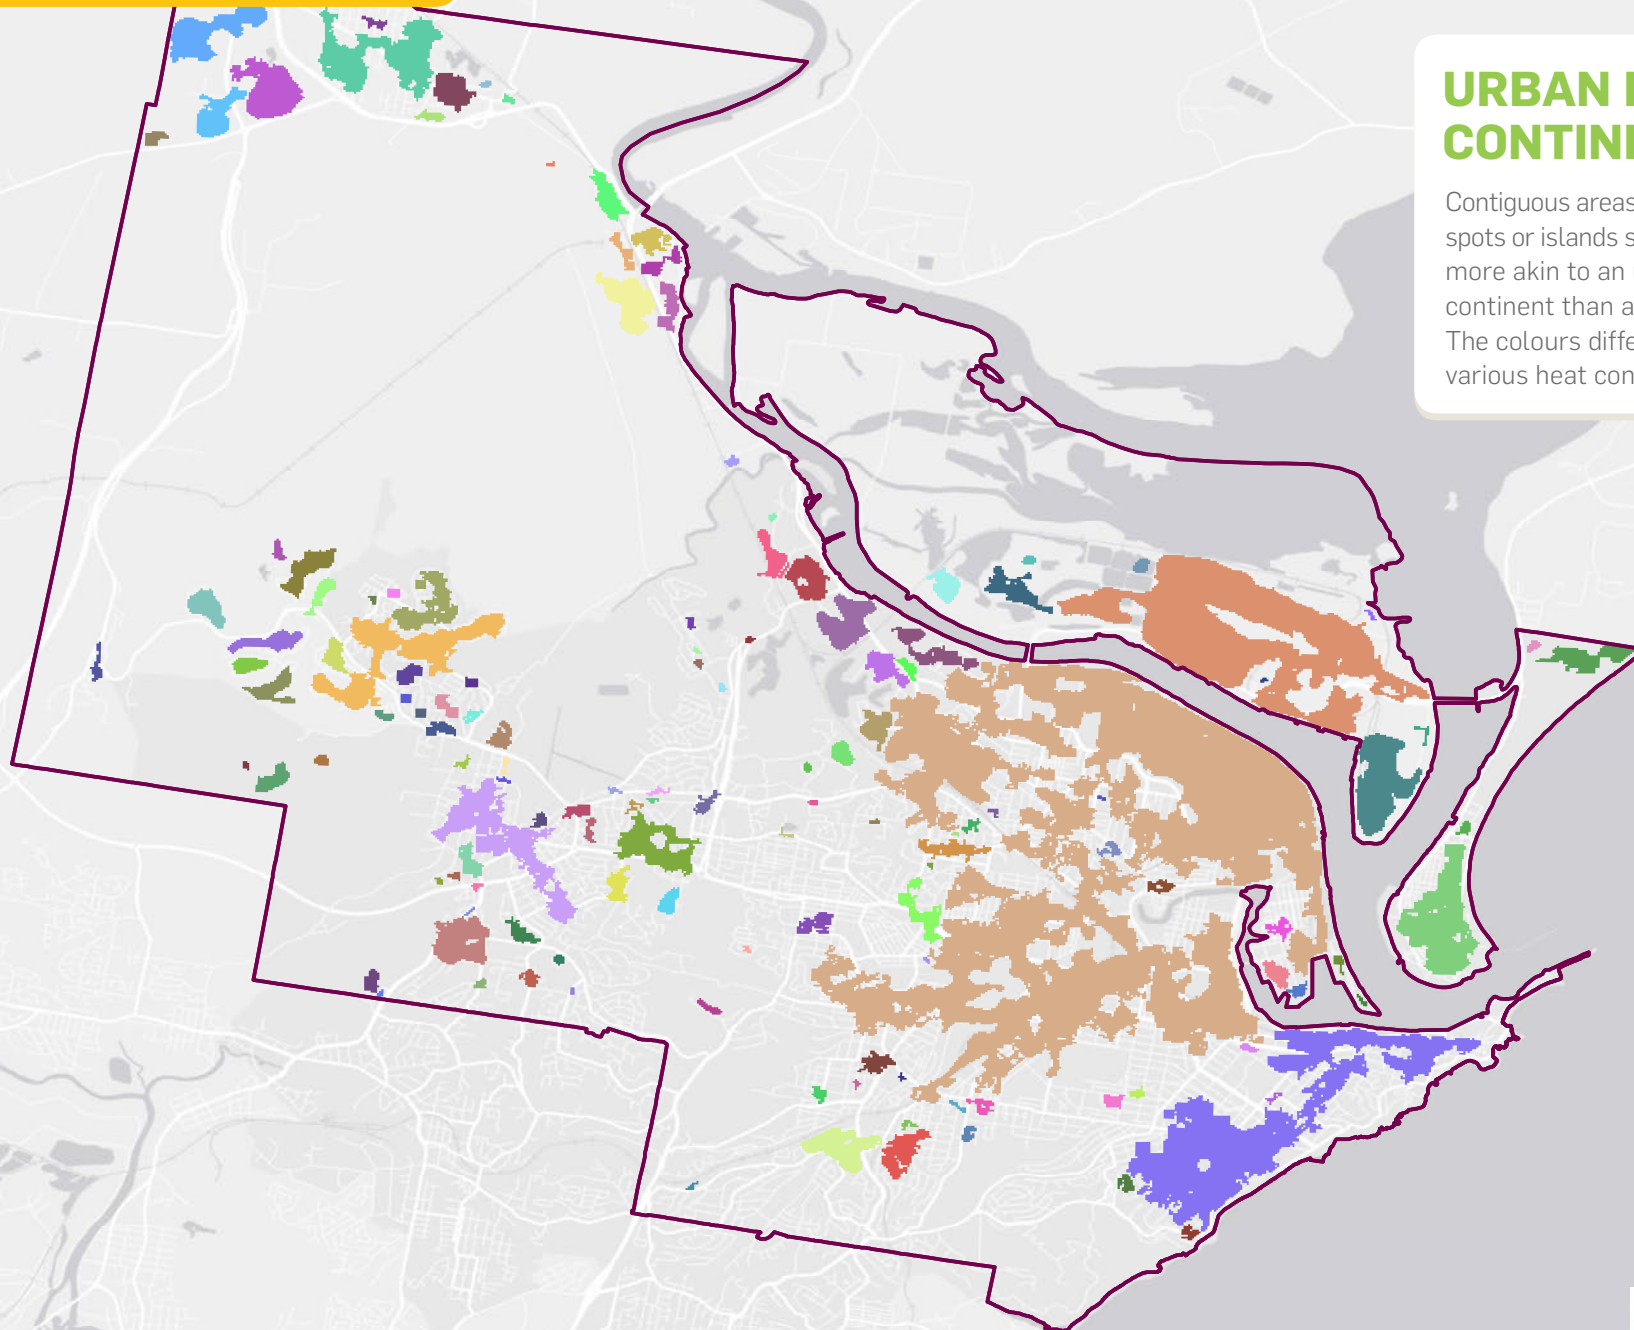 URBAN
CONTIN
Contiguous areas
spots or islands s
more akin to an
continent than a
The colours diffe
various heat con